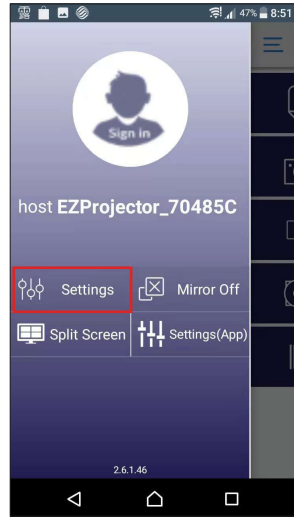 47% 8:51
Sign in
host EZProjector_70485C
Settings
Mirror Off
Split Screen
Settings(App)
2.6.1.46